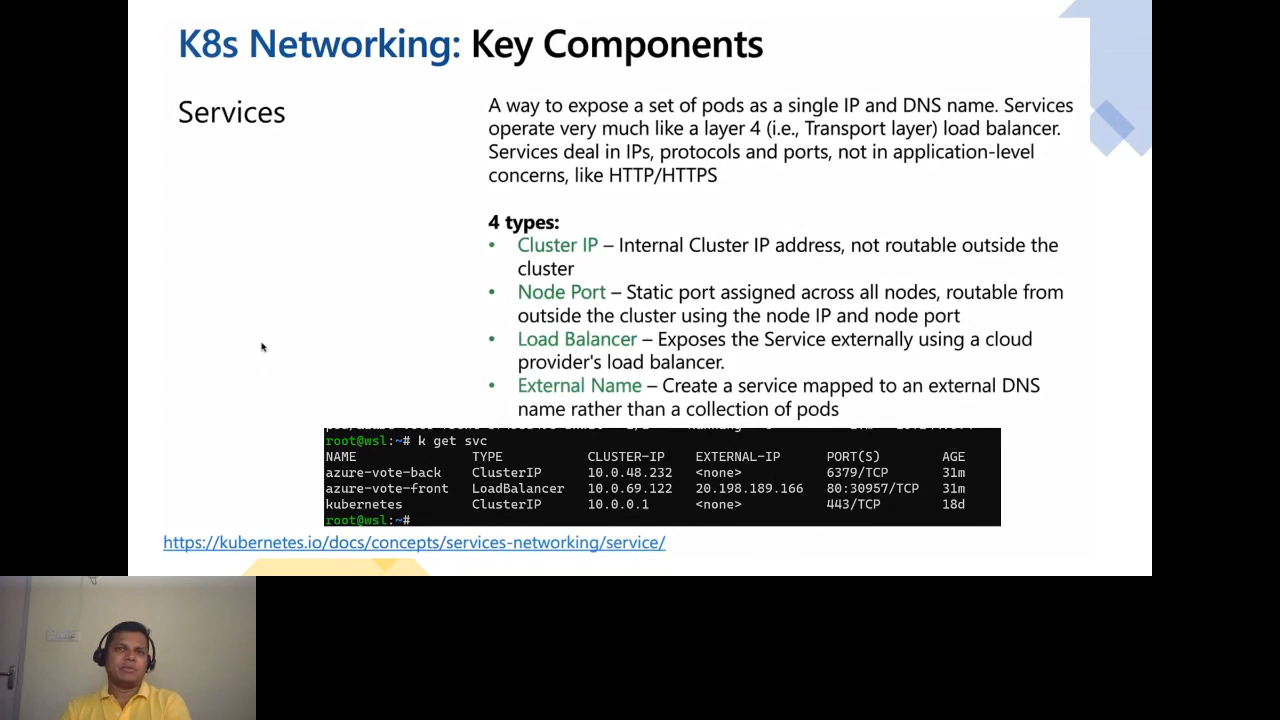 K8s Networking: Key Components
Services
A way to expose a set of pods as a single IP and DNS name. Services
operate very much like a layer 4 (i.e., Transport layer) load balancer.
Services deal in IPs, protocols and ports, not in application-level
concerns, like HTTP/HTTPS
4 types:
• Cluster IP – Internal Cluster IP address, not routable outside the
cluster
• Node Port – Static port assigned across all nodes, routable from
outside the cluster using the node IP and node port
• Load Balancer – Exposes the Service externally using a cloud
provider's load balancer.
• External Name – Create a service mapped to an external DNS
name rather than a collection of pods
root@wsl:~# k get svc
NAME TYPE CLUSTER-IP EXTERNAL-IP PORT(S) AGE
azure-vote-back ClusterIP 10.0.48.232 <none> 6379/TCP 31m
azure-vote-front LoadBalancer 10.0.69.122 20.198.189.166 80:30957/TCP 31m
kubernetes ClusterIP 10.0.0.1 <none> 443/TCP 18d
root@wsl:~#
https://kubernetes.io/docs/concepts/services-networking/service/